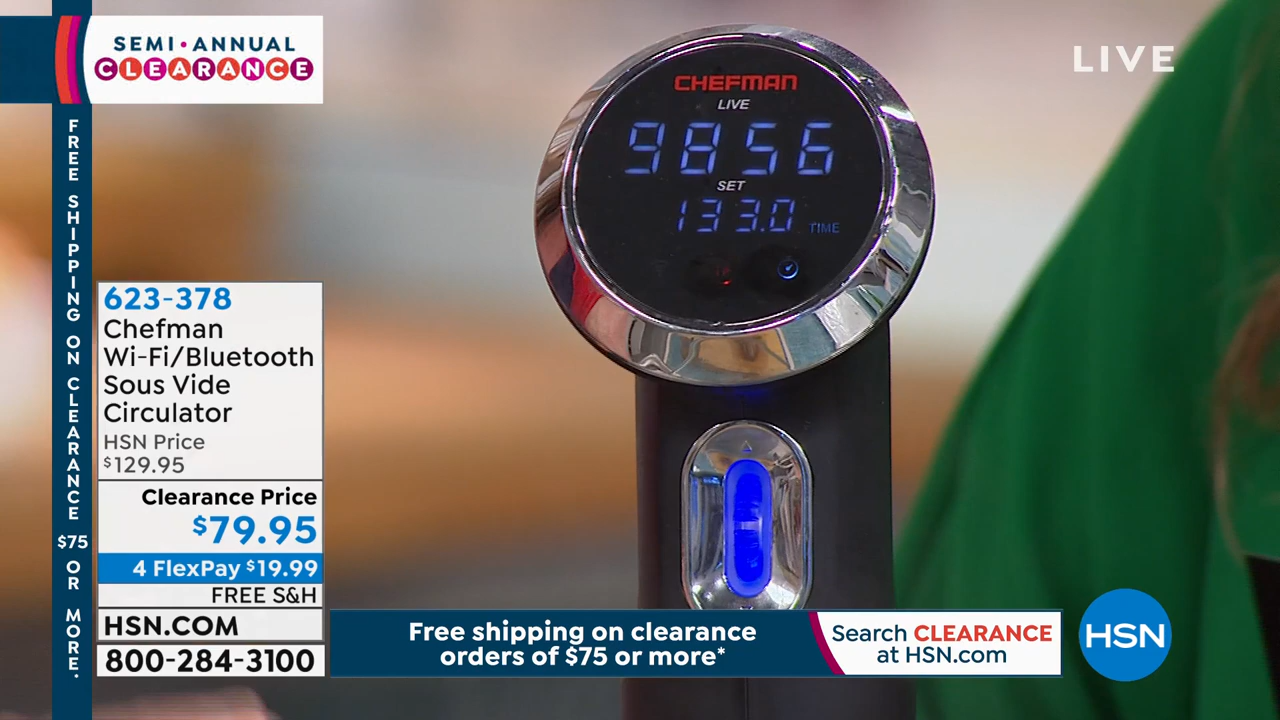 SEMI•ANNUAL
CLEARANCE
FREE SHIPPING ON CLEARANCE $75 OR MORE.
623-378
Chefman
Wi-Fi/Bluetooth
Sous Vide
Circulator
HSN Price
$129.95
Clearance Price
$79.95
4 FlexPay $19.99
FREE S&H
HSN.COM
800-284-3100
CHEFMAN
LIVE
9856
SET
133.0
TIME
LIVE
Free shipping on clearance
orders of $75 or more*
Search CLEARANCE
at HSN.com
HSN